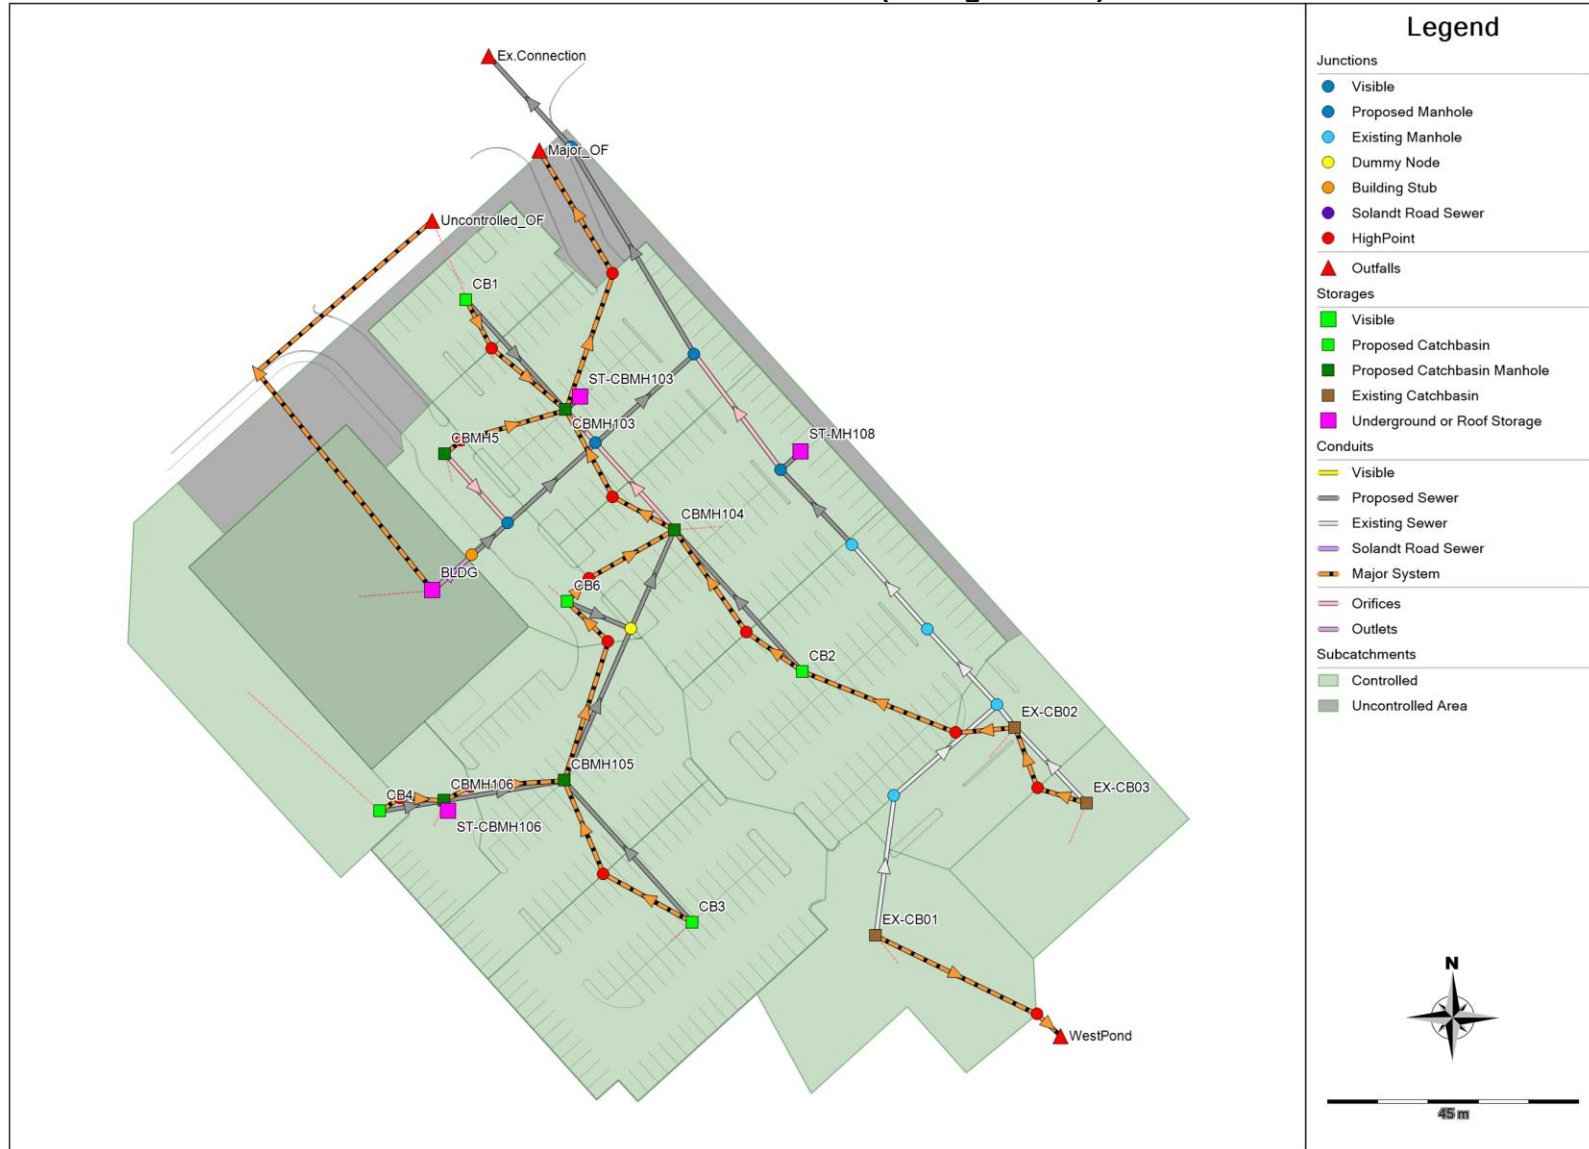 Ex.Connection
Major_OF
Uncontrolled_OF
CB1
ST-CBMH103
CBMH103
CBMH5
ST-MH108
CBMH104
BLDG
CB6
CB2
EX-CB02
CBMH105
CBMH106
CB4
EX-CB03
ST-CBMH106
CB3
EX-CB01
WestPond
Legend
Junctions
Visible
Proposed Manhole
Existing Manhole
Dummy Node
Building Stub
Solandt Road Sewer
HighPoint
Outfalls
Storages
Visible
Proposed Catchbasin
Proposed Catchbasin Manhole
Existing Catchbasin
Underground or Roof Storage
Conduits
Visible
Proposed Sewer
Existing Sewer
Solandt Road Sewer
Major System
Orifices
Outlets
Subcatchments
Controlled
Uncontrolled Area
N
45 m